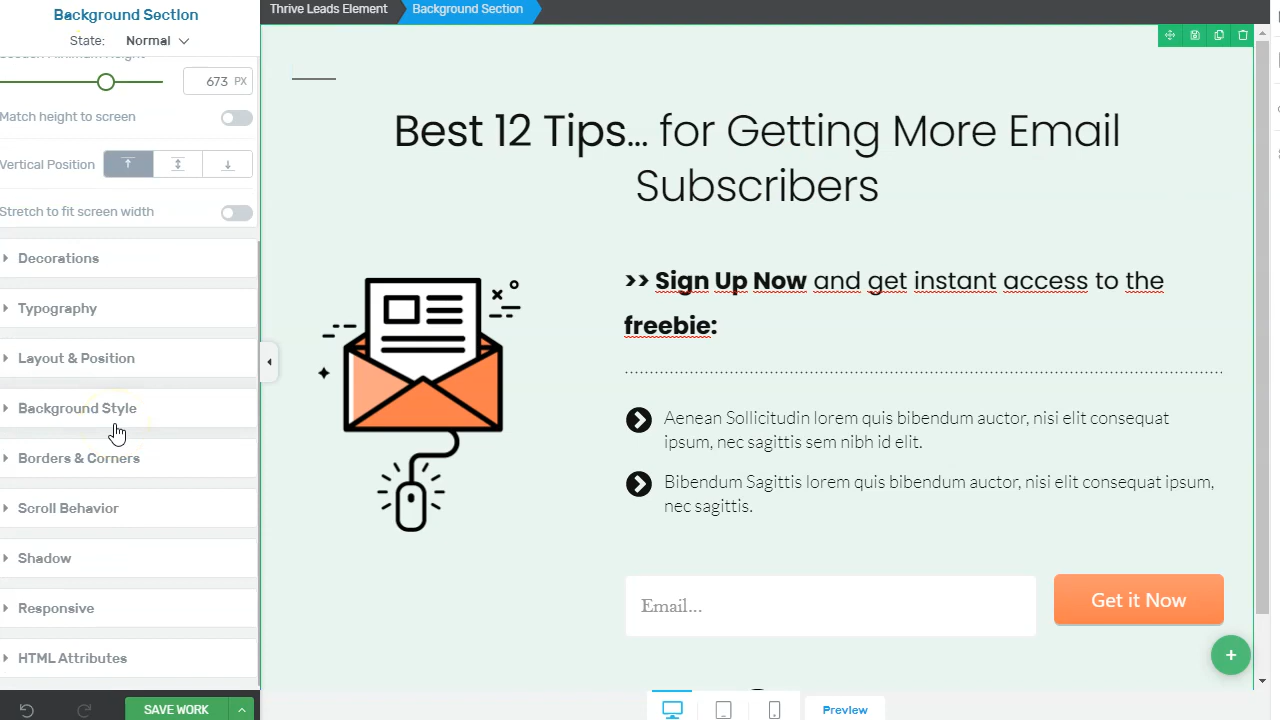 Background Section
State: Normal
Section Minimum Height
673 PX
Match height to screen
Vertical Position
Stretch to fit screen width
Decorations
Typography
Layout & Position
Background Style
Borders & Corners
Scroll Behavior
Shadow
Responsive
HTML Attributes
SAVE WORK
Thrive Leads Element
Background Section
Best 12 Tips... for Getting More Email
Subscribers
>> Sign Up Now and get instant access to the
freebie:
Aenean Sollicitudin lorem quis bibendum auctor, nisi elit consequat
ipsum, nec sagittis sem nibh id elit.
Bibendum Sagittis lorem quis bibendum auctor, nisi elit consequat ipsum,
nec sagittis.
Email...
Get it Now
Preview